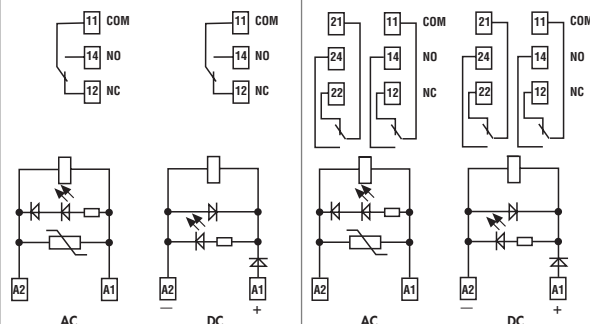 11 COM
14 NO
12 NC
11 COM
14 NO
12 NC
21 11 COM
24 14 NO
22 12 NC
21 11 COM
24 14 NO
22 12 NC
A2 A1
AC
A2 A1
— +
DC
A2 A1
AC
A2 A1
— +
DC